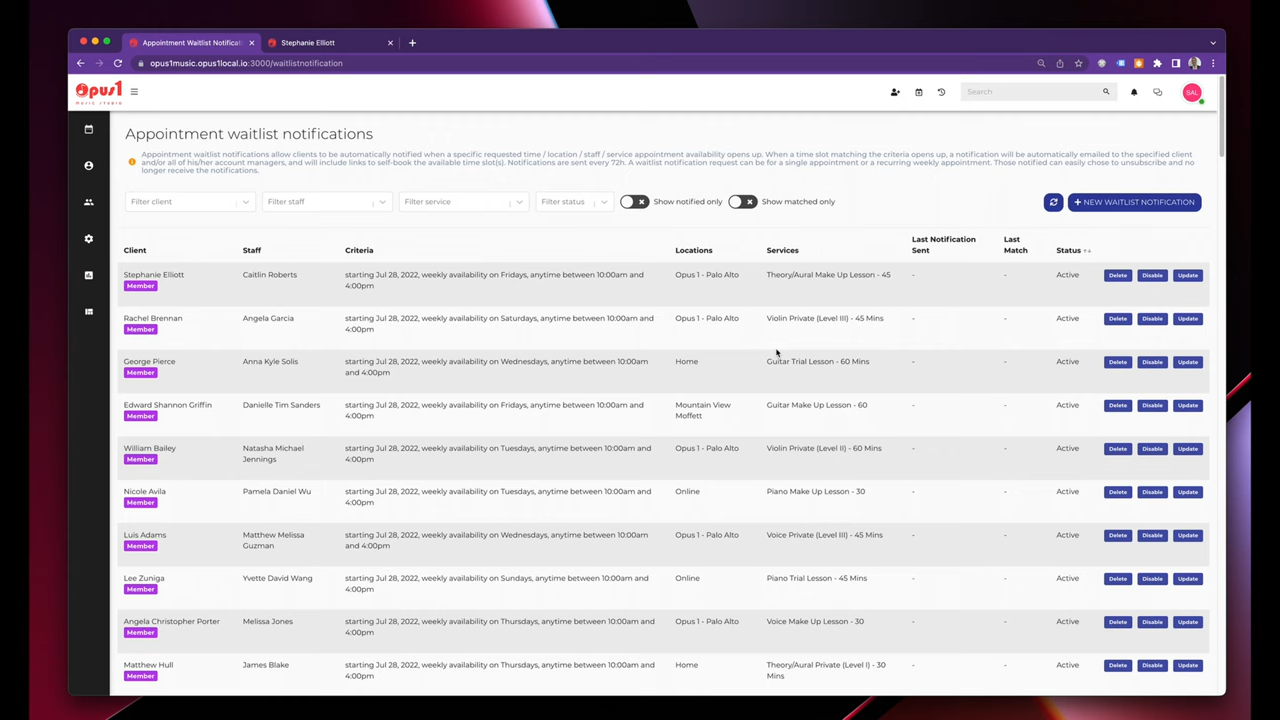 Appointment Waitlist Notificati
Stephanie Elliott
opus1music.opus1local.io:3000/waitlistnotification
Opus1
music studio
Search
SAL
Appointment waitlist notifications
Appointment waitlist notifications allow clients to be automatically notified when a specific requested time / location / staff / service appointment availability opens up. When a time slot matching the criteria opens up, a notification will be automatically emailed to the specified client
and/or all of his/her account managers, and will include links to self-book the available time slot(s). Notifications are sent every 72h. A waitlist notification request can be for a single appointment or a recurring weekly appointment. Those notified can easily chose to unsubscribe and no
longer receive the notifications.
Filter client
Filter staff
Filter service
Filter status
Show notified only
Show matched only
+ NEW WAITLIST NOTIFICATION
Client Staff Criteria Locations Services Last Notification Sent Last Match Status
Stephanie Elliott Caitlin Roberts starting Jul 28, 2022, weekly availability on Fridays, anytime between 10:00am and Opus 1 - Palo Alto Theory/Aural Make Up Lesson - 45 - - Active Delete Disable Update
Member 4:00pm
Rachel Brennan Angela Garcia starting Jul 28, 2022, weekly availability on Saturdays, anytime between 10:00am and Opus 1 - Palo Alto Violin Private (Level III) - 45 Mins - - Active Delete Disable Update
Member 4:00pm
George Pierce Anna Kyle Solis starting Jul 28, 2022, weekly availability on Wednesdays, anytime between 10:00am Home Guitar Trial Lesson - 60 Mins - - Active Delete Disable Update
Member and 4:00pm
Edward Shannon Griffin Danielle Tim Sanders starting Jul 28, 2022, weekly availability on Fridays, anytime between 10:00am and Mountain View Guitar Make Up Lesson - 60 - - Active Delete Disable Update
Member 4:00pm Moffett
William Bailey Natasha Michael starting Jul 28, 2022, weekly availability on Tuesdays, anytime between 10:00am and Opus 1 - Palo Alto Violin Private (Level II) - 60 Mins - - Active Delete Disable Update
Member Jennings 4:00pm
Nicole Avila Pamela Daniel Wu starting Jul 28, 2022, weekly availability on Tuesdays, anytime between 10:00am and Online Piano Make Up Lesson - 30 - - Active Delete Disable Update
Member 4:00pm
Luis Adams Matthew Melissa starting Jul 28, 2022, weekly availability on Wednesdays, anytime between 10:00am Opus 1 - Palo Alto Voice Private (Level III) - 45 Mins - - Active Delete Disable Update
Member Guzman and 4:00pm
Lee Zuniga Yvette David Wang starting Jul 28, 2022, weekly availability on Sundays, anytime between 10:00am and Online Piano Trial Lesson - 45 Mins - - Active Delete Disable Update
Member 4:00pm
Angela Christopher Porter Melissa Jones starting Jul 28, 2022, weekly availability on Thursdays, anytime between 10:00am and Opus 1 - Palo Alto Voice Make Up Lesson - 30 - - Active Delete Disable Update
Member 4:00pm
Matthew Hull James Blake starting Jul 28, 2022, weekly availability on Thursdays, anytime between 10:00am and Home Theory/Aural Private (Level I) - 30 - - Active Delete Disable Update
Member 4:00pm Mins